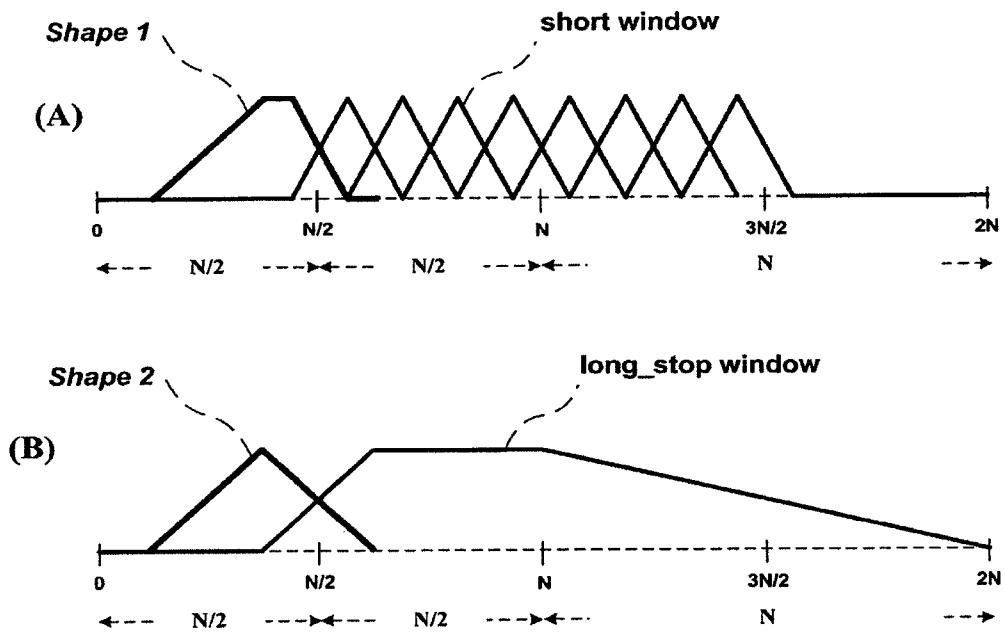 Shape 1
short window
(A)
0 N/2 N 3N/2 2N
N/2 N/2 N
Shape 2
long_stop window
(B)
0 N/2 N 3N/2 2N
N/2 N/2 N